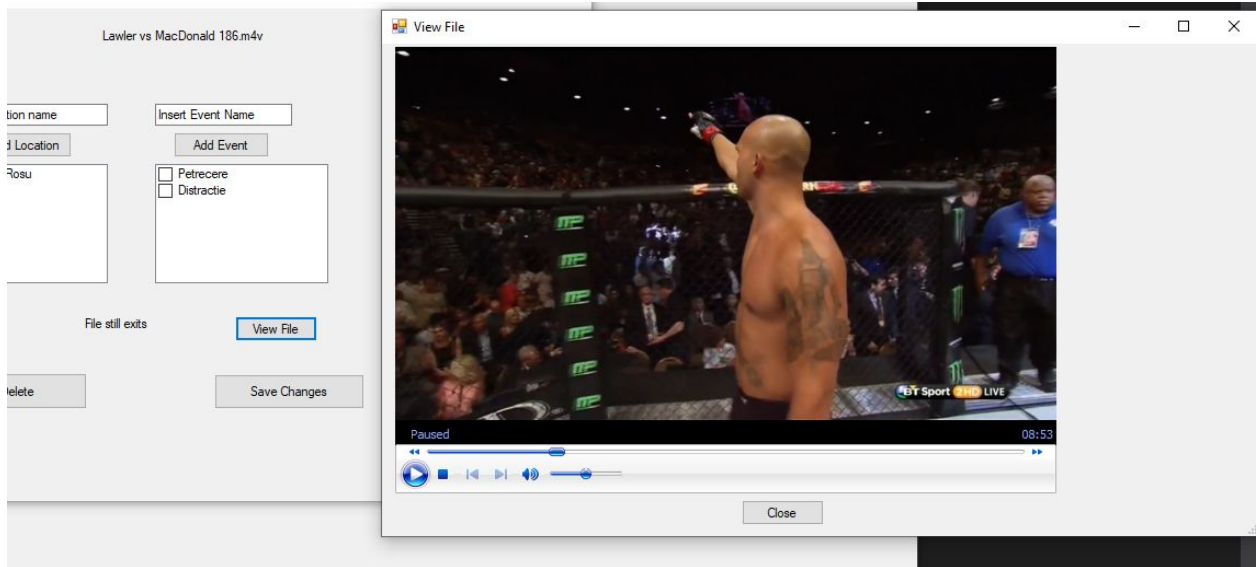 Lawler vs MacDonald 186.m4v
tion name
Insert Event Name
Location
Add Event
Rosu
Petrecere
Distractie
File still exits
View File
Delete
Save Changes
View File
BT Sport 2HD LIVE
Paused
08:53
Close